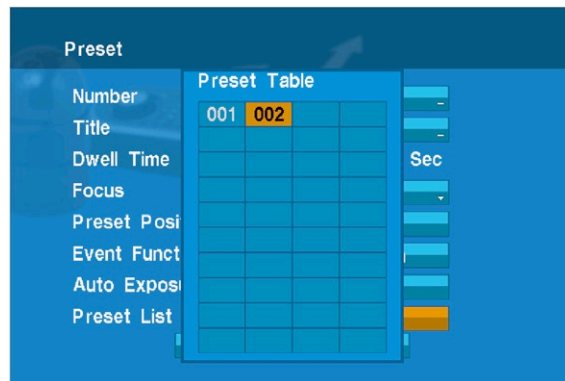 Preset
Preset Table
Number
001 002
Title
Dwell Time Sec
Focus
Preset Posi
Event Funct
Auto Exposu
Preset List